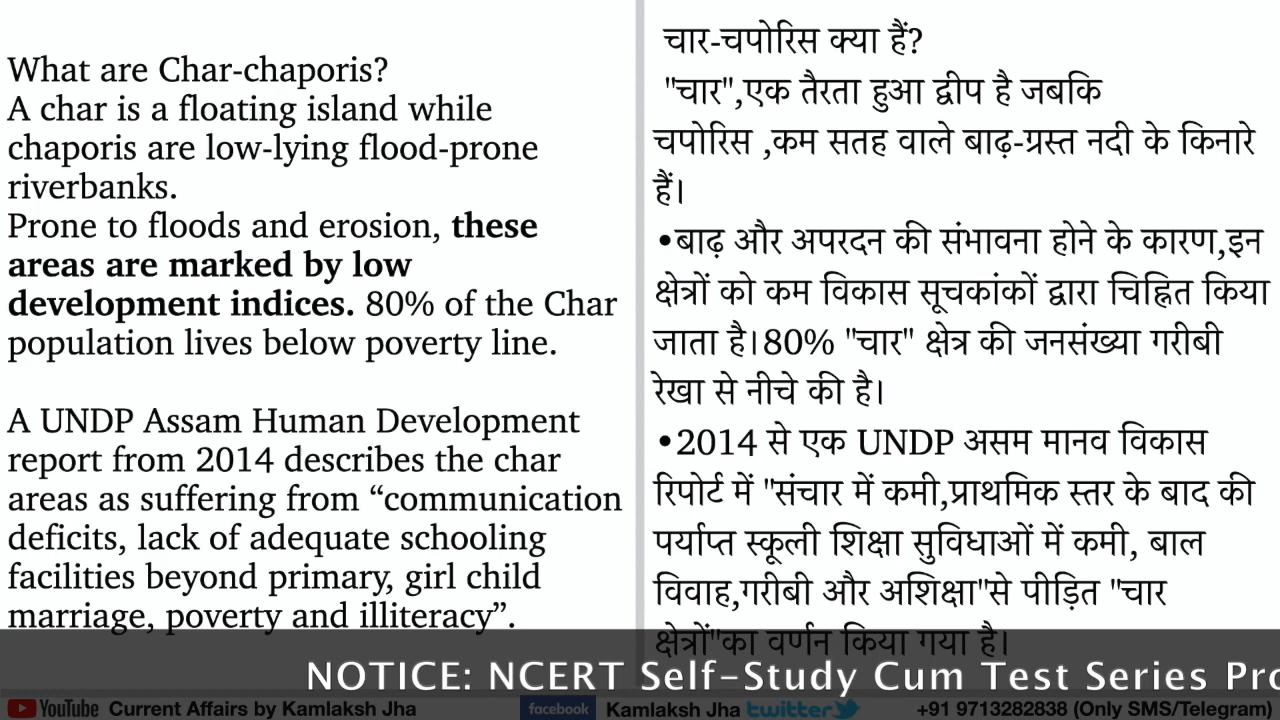 What are Char-chaporis?
A char is a floating island while
chaporis are low-lying flood-prone
riverbanks.
Prone to floods and erosion, these
areas are marked by low
development indices. 80% of the Char
population lives below poverty line.
A UNDP Assam Human Development
report from 2014 describes the char
areas as suffering from “communication
deficits, lack of adequate schooling
facilities beyond primary, girl child
marriage, poverty and illiteracy”.
चार-चपोरिस क्या हैं?
"चार",एक तैरता हुआ द्वीप है जबकि
चपोरिस ,कम सतह वाले बाढ़-ग्रस्त नदी के किनारे
हैं।
•बाढ़ और अपरदन की संभावना होने के कारण,इन
क्षेत्रों को कम विकास सूचकांकों द्वारा चिह्नित किया
जाता है।80% "चार" क्षेत्र की जनसंख्या गरीबी
रेखा से नीचे की है।
•2014 से एक UNDP असम मानव विकास
रिपोर्ट में "संचार में कमी,प्राथमिक स्तर के बाद की
पर्याप्त स्कूली शिक्षा सुविधाओं में कमी, बाल
विवाह,गरीबी और अशिक्षा"से पीड़ित "चार
क्षेत्रों"का वर्णन किया गया है।
NOTICE: NCERT Self-Study Cum Test Series Pro
YouTube Current Affairs by Kamlaksh Jha facebook Kamlaksh Jha twitter +91 9713282838 (Only SMS/Telegram)